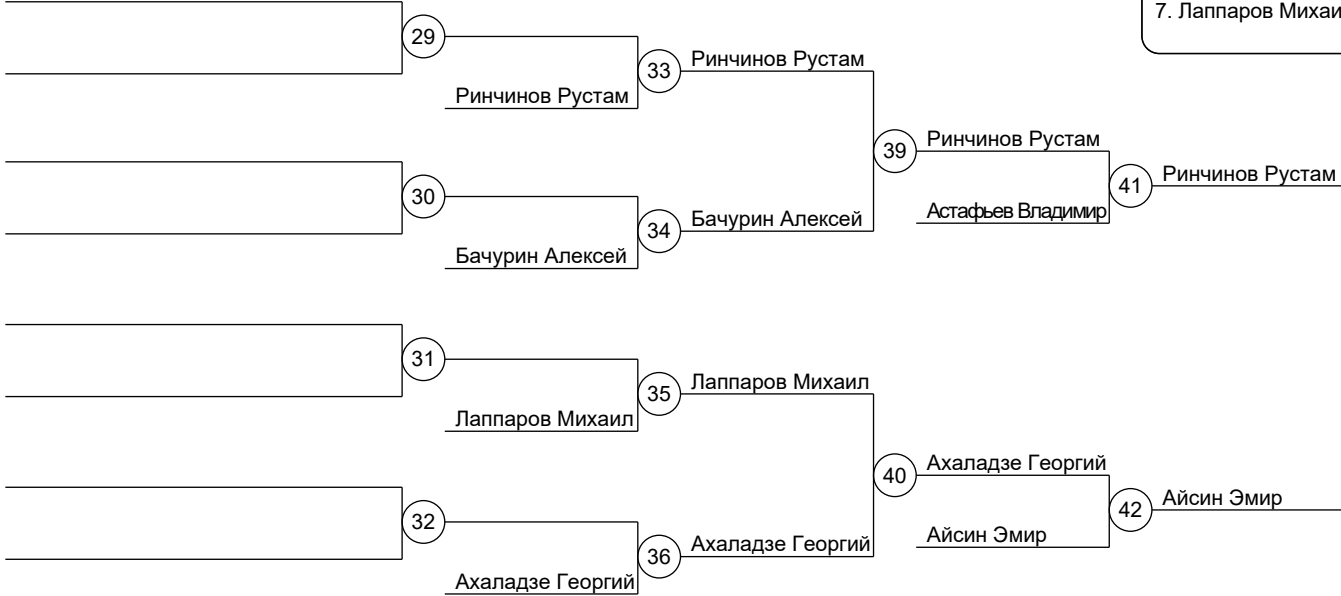 7. Лаппаров Михаи
29
Ринчинов Рустам
33
Ринчинов Рустам
Ринчинов Рустам
39
41
Ринчинов Рустам
30
Бачурин Алексей
Астафьев Владимир
34
Бачурин Алексей
31
Лаппаров Михаил
35
Лаппаров Михаил
Ахаладзе Георгий
40
42
Айсин Эмир
32
Ахаладзе Георгий
Айсин Эмир
36
Ахаладзе Георгий